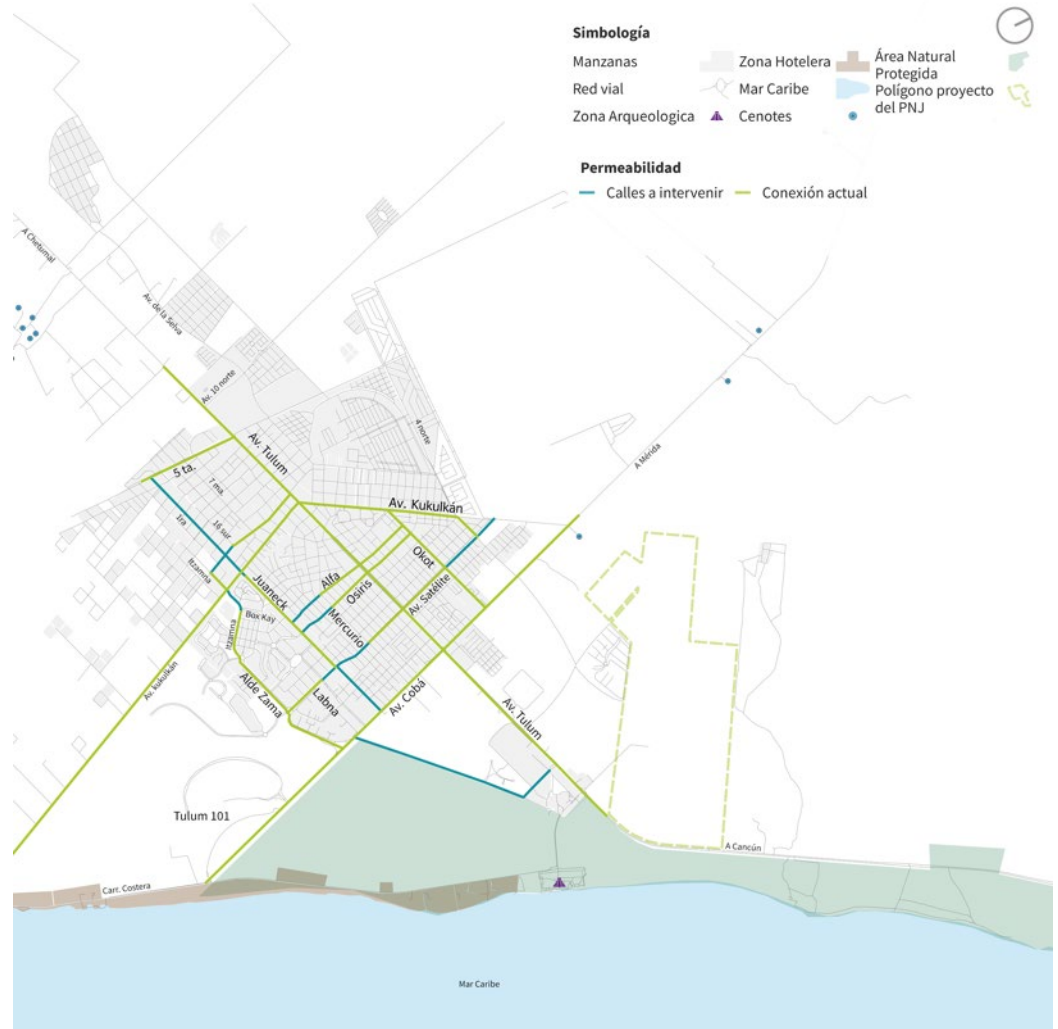 Simbología
Manzanas
Zona Hotelera
Área Natural
Protegida
Red vial
Mar Caribe
Polígono proyecto
del PNJ
Zona Arqueologica
Cenotes
Permeabilidad
Calles a intervenir
Conexión actual
A Chetumal
Av. de la Selva
Av. 10 norte
Av. Tulum
4 norte
A Mérida
5 ta.
7 ma.
Av. Kukulkán
1ra
16 sur
Itzamna
Juaneck
Alfa
Osiris
Okot
Av. Satélite
Mercurio
Box Kay
Itzamna
Av. kukulkán
Alde Zama
Labna
Av. Cobá
Av. Tulum
Tulum 101
A Cancún
Carr. Costera
Mar Caribe